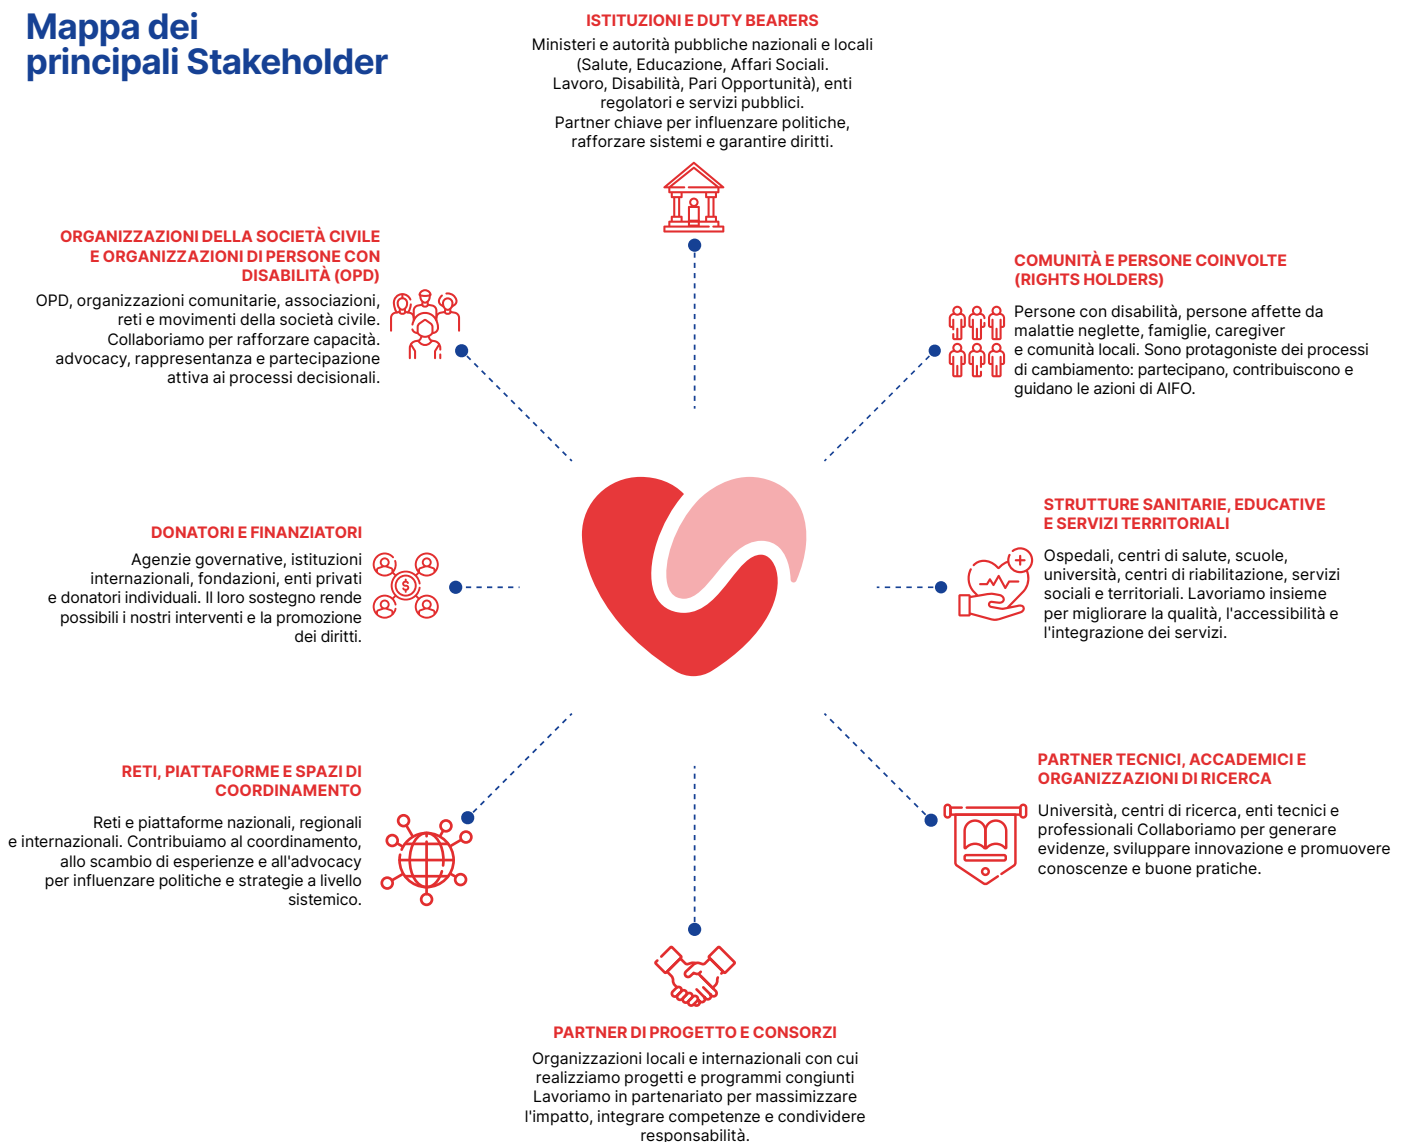 Mappa dei
principali Stakeholder
ISTITUZIONI E DUTY BEARERS
Ministeri e autorità pubbliche nazionali e locali
(Salute, Educazione, Affari Sociali.
Lavoro, Disabilità, Pari Opportunità), enti
regolatori e servizi pubblici.
Partner chiave per influenzare politiche,
rafforzare sistemi e garantire diritti.
ORGANIZZAZIONI DELLA SOCIETÀ CIVILE
E ORGANIZZAZIONI DI PERSONE CON
DISABILITÀ (OPD)
OPD, organizzazioni comunitarie, associazioni,
reti e movimenti della società civile.
Collaboriamo per rafforzare capacità.
advocacy, rappresentanza e partecipazione
attiva ai processi decisionali.
COMUNITÀ E PERSONE COINVOLTE
(RIGHTS HOLDERS)
Persone con disabilità, persone affette da
malattie neglette, famiglie, caregiver
e comunità locali. Sono protagoniste dei processi
di cambiamento: partecipano, contribuiscono e
guidano le azioni di AIFO.
DONATORI E FINANZIATORI
Agenzie governative, istituzioni
internazionali, fondazioni, enti privati
e donatori individuali. Il loro sostegno rende
possibili i nostri interventi e la promozione
dei diritti.
$
STRUTTURE SANITARIE, EDUCATIVE
E SERVIZI TERRITORIALI
Ospedali, centri di salute, scuole,
università, centri di riabilitazione, servizi
sociali e territoriali. Lavoriamo insieme
per migliorare la qualità, l'accessibilità e
l'integrazione dei servizi.
RETI, PIATTAFORME E SPAZI DI
COORDINAMENTO
Reti e piattaforme nazionali, regionali
e internazionali. Contribuiamo al coordinamento,
allo scambio di esperienze e all'advocacy
per influenzare politiche e strategie a livello
sistemico.
PARTNER TECNICI, ACCADEMICI E
ORGANIZZAZIONI DI RICERCA
Università, centri di ricerca, enti tecnici e
professionali Collaboriamo per generare
evidenze, sviluppare innovazione e promuovere
conoscenze e buone pratiche.
PARTNER DI PROGETTO E CONSORZI
Organizzazioni locali e internazionali con cui
realizziamo progetti e programmi congiunti
Lavoriamo in partenariato per massimizzare
l'impatto, integrare competenze e condividere
responsabilità.